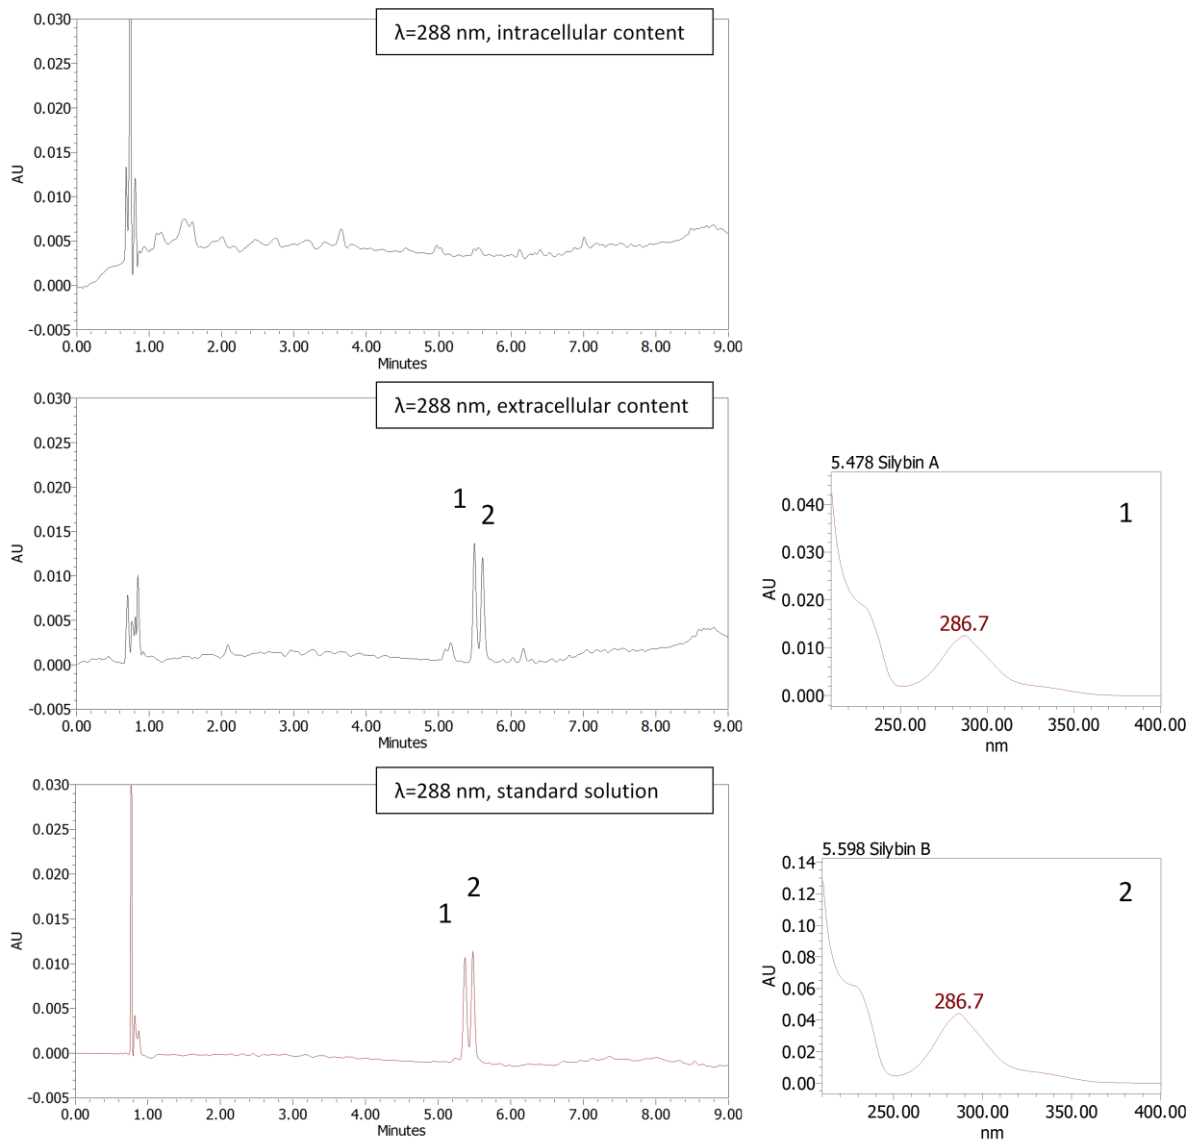 λ=288 nm, intracellular content
0.030
0.025
0.020
0.015
0.010
0.005
0.000
-0.005
AU
0.00 1.00 2.00 3.00 4.00 5.00 6.00 7.00 8.00 9.00
Minutes
λ=288 nm, extracellular content
0.030
0.025
0.020
0.015
0.010
0.005
0.000
-0.005
AU
1
2
0.00 1.00 2.00 3.00 4.00 5.00 6.00 7.00 8.00 9.00
Minutes
5.478 Silybin A
1
0.040
0.030
0.020
0.010
0.000
AU
286.7
250.00 300.00 350.00 400.00
nm
λ=288 nm, standard solution
0.030
0.025
0.020
0.015
0.010
0.005
0.000
-0.005
AU
2
1
0.00 1.00 2.00 3.00 4.00 5.00 6.00 7.00 8.00 9.00
Minutes
5.598 Silybin B
2
0.14
0.12
0.10
0.08
0.06
0.04
0.02
0.00
AU
286.7
250.00 300.00 350.00 400.00
nm